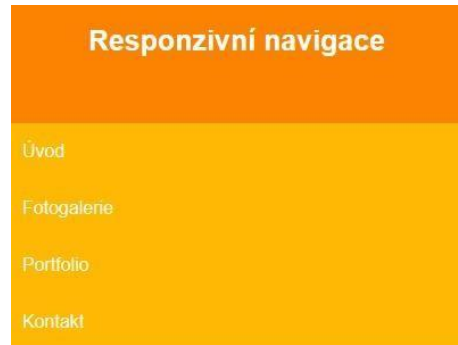 Responzivní navigace
Úvod
Fotogalerie
Portfolio
Kontakt